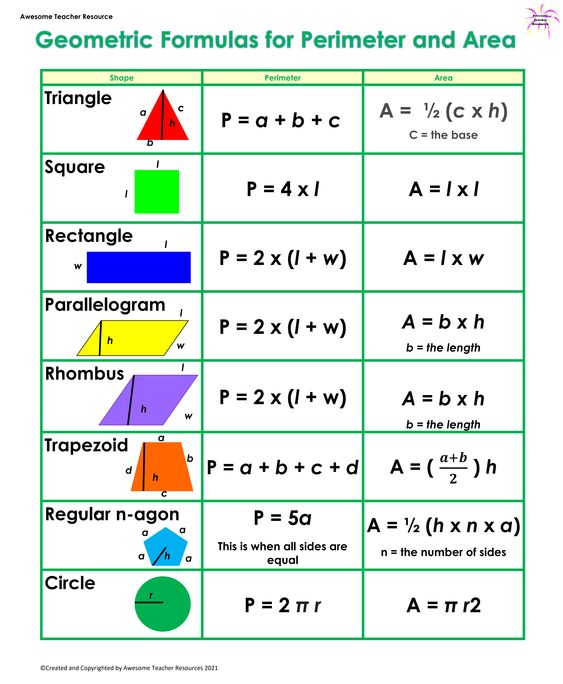 Awesome Teacher Resource
Awesome
Teacher
Resource
Geometric Formulas for Perimeter and Area
Shape Perimeter Area
Triangle
a c
h
b
P = a + b + c
A = ½ (c x h)
C = the base
Square
l
l
P = 4 x l
A = l x l
Rectangle
l
w
P = 2 x (l + w)
A = l x w
Parallelogram
l
h
w
P = 2 x (l + w)
A = b x h
b = the length
Rhombus
l
h
w
P = 2 x (l + w)
A = b x h
b = the length
Trapezoid
a
b
d
h
c
P = a + b + c + d
A = ( a+b
2 ) h
Regular n-agon
a a
a h a
P = 5a
This is when all sides are
equal
A = ½ (h x n x a)
n = the number of sides
Circle
r
P = 2 π r
A = π r2
©Created and Copyrighted by Awesome Teacher Resources 2021